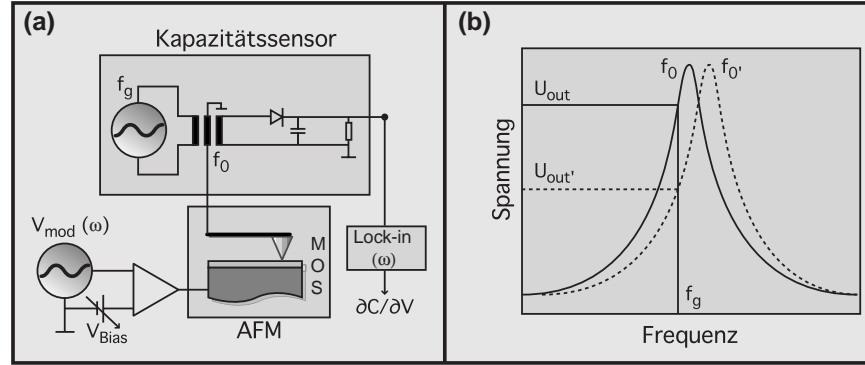 (a)
Kapazitätssensor
f_g
f_0
V_mod (ω)
V_Bias
M
O
S
AFM
Lock-in
(ω)
∂C/∂V
(b)
f_0 f_0'
U_out
U_out'
Spannung
f_g
Frequenz